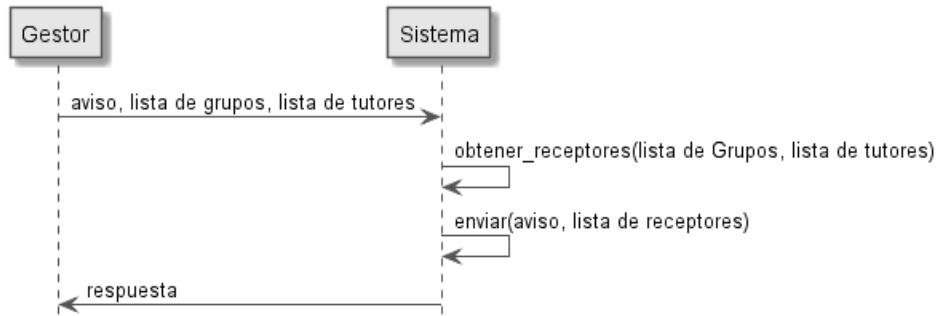 Gestor
Sistema
aviso, lista de grupos, lista de tutores
obtener_receptores(lista de Grupos, lista de tutores)
enviar(aviso, lista de receptores)
respuesta